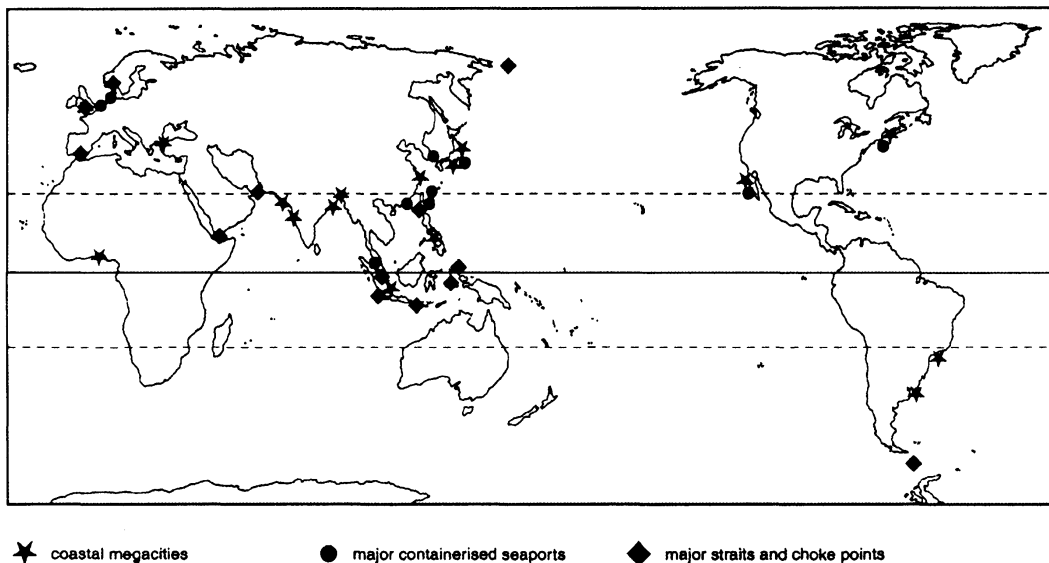 coastal megacities
major containerised seaports
major straits and choke points